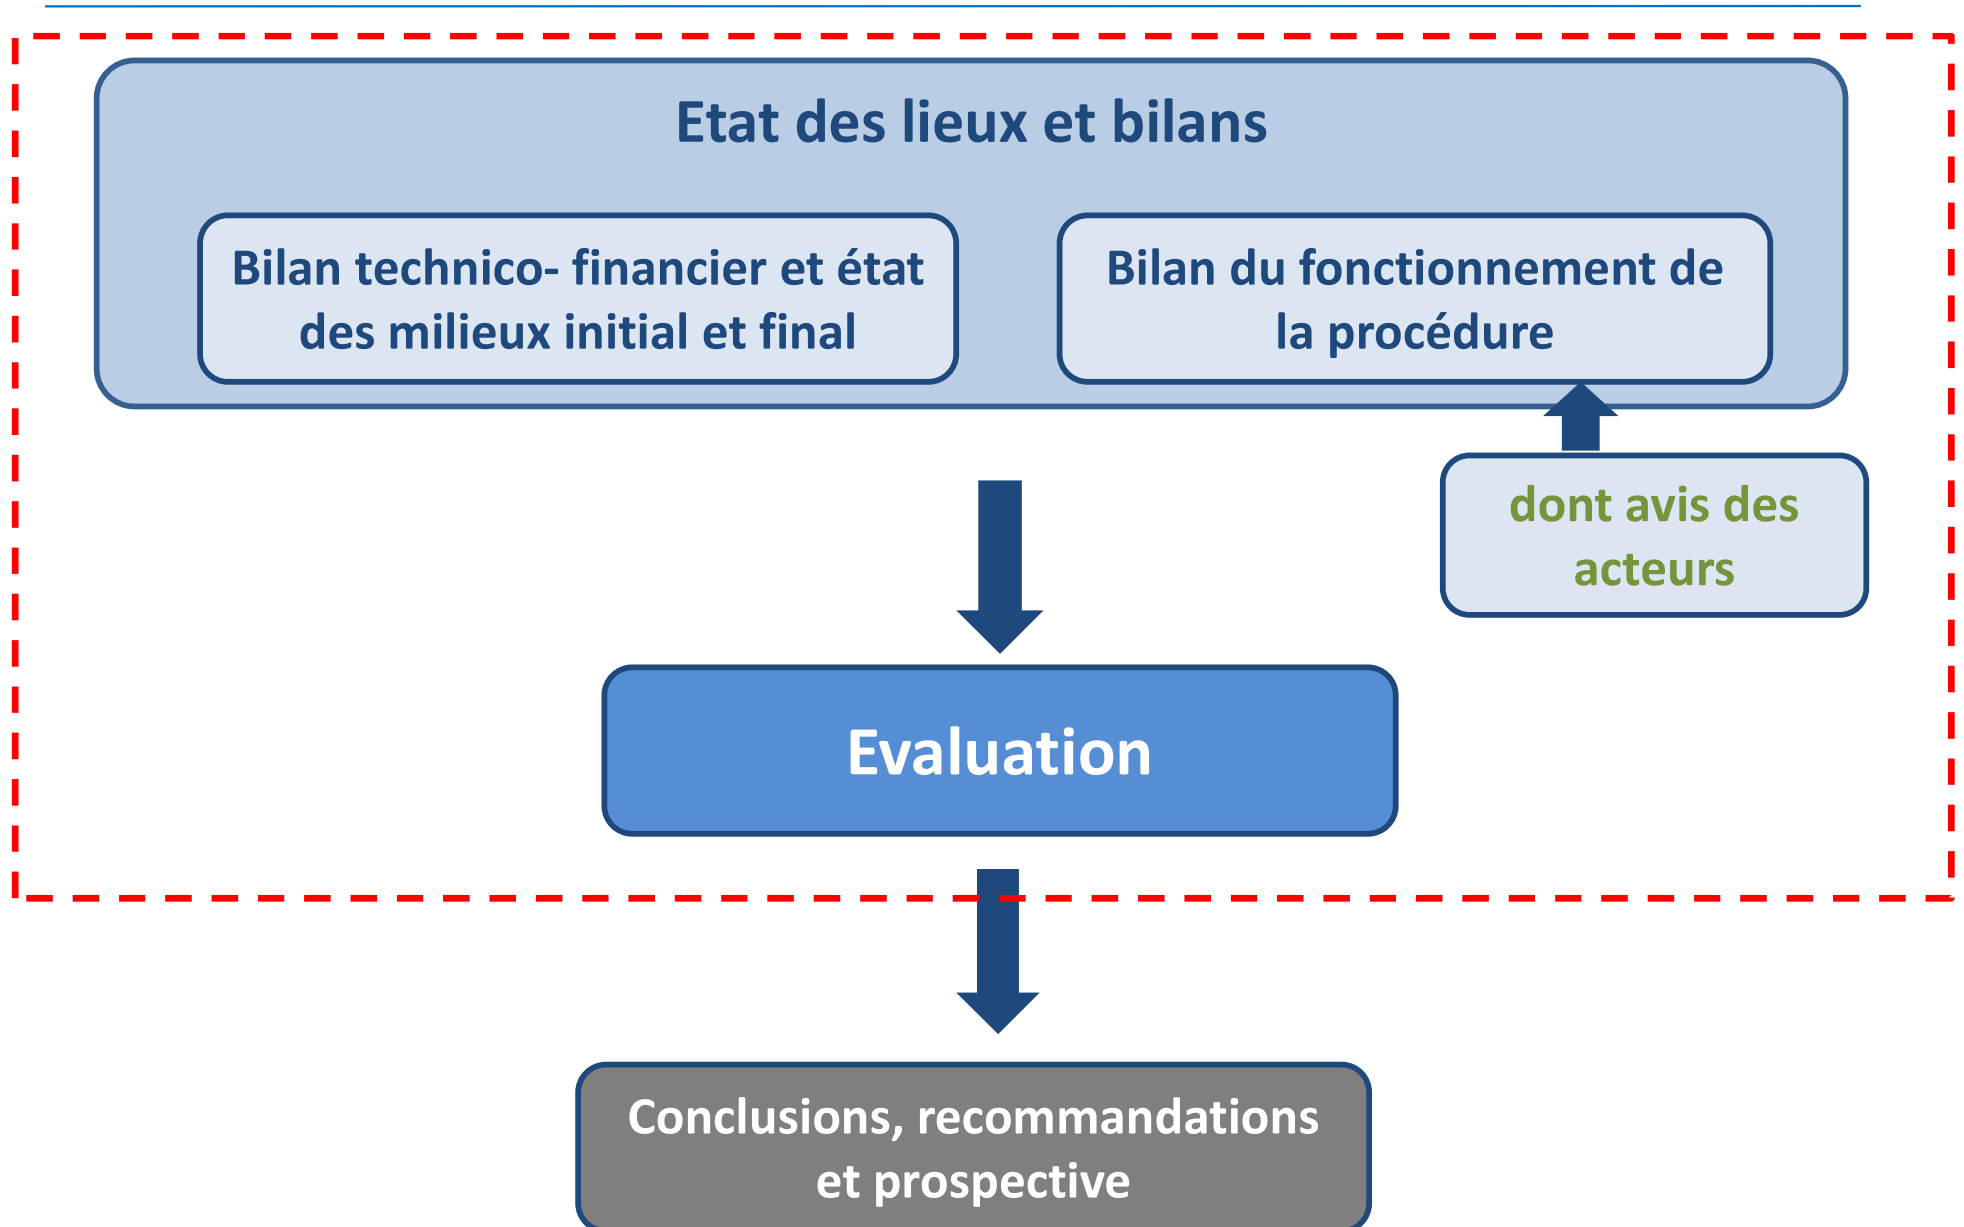 Etat des lieux et bilans
Bilan technico- financier et état
des milieux initial et final
Bilan du fonctionnement de
la procédure
dont avis des
acteurs
Evaluation
Conclusions, recommandations
et prospective